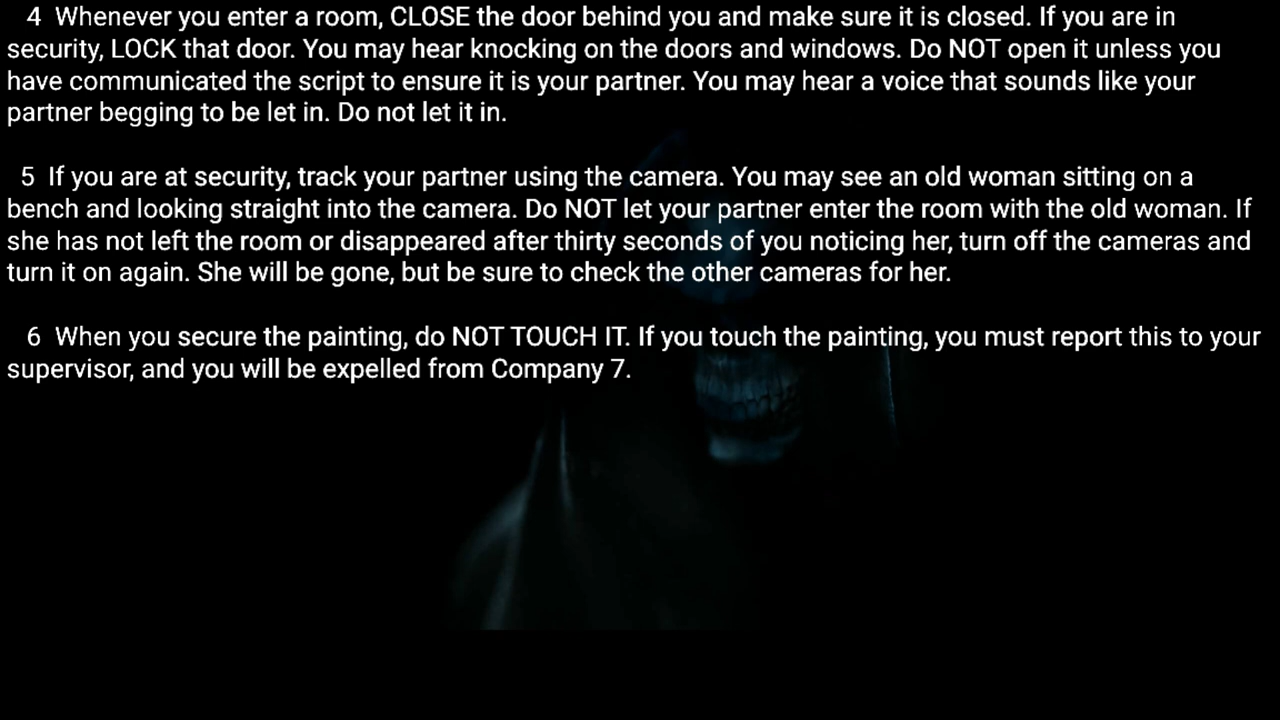 4 Whenever you enter a room, CLOSE the door behind you and make sure it is closed. If you are in
security, LOCK that door. You may hear knocking on the doors and windows. Do NOT open it unless you
have communicated the script to ensure it is your partner. You may hear a voice that sounds like your
partner begging to be let in. Do not let it in.
5 If you are at security, track your partner using the camera. You may see an old woman sitting on a
bench and looking straight into the camera. Do NOT let your partner enter the room with the old woman. If
she has not left the room or disappeared after thirty seconds of you noticing her, turn off the cameras and
turn it on again. She will be gone, but be sure to check the other cameras for her.
6 When you secure the painting, do NOT TOUCH IT. If you touch the painting, you must report this to your
supervisor, and you will be expelled from Company 7.